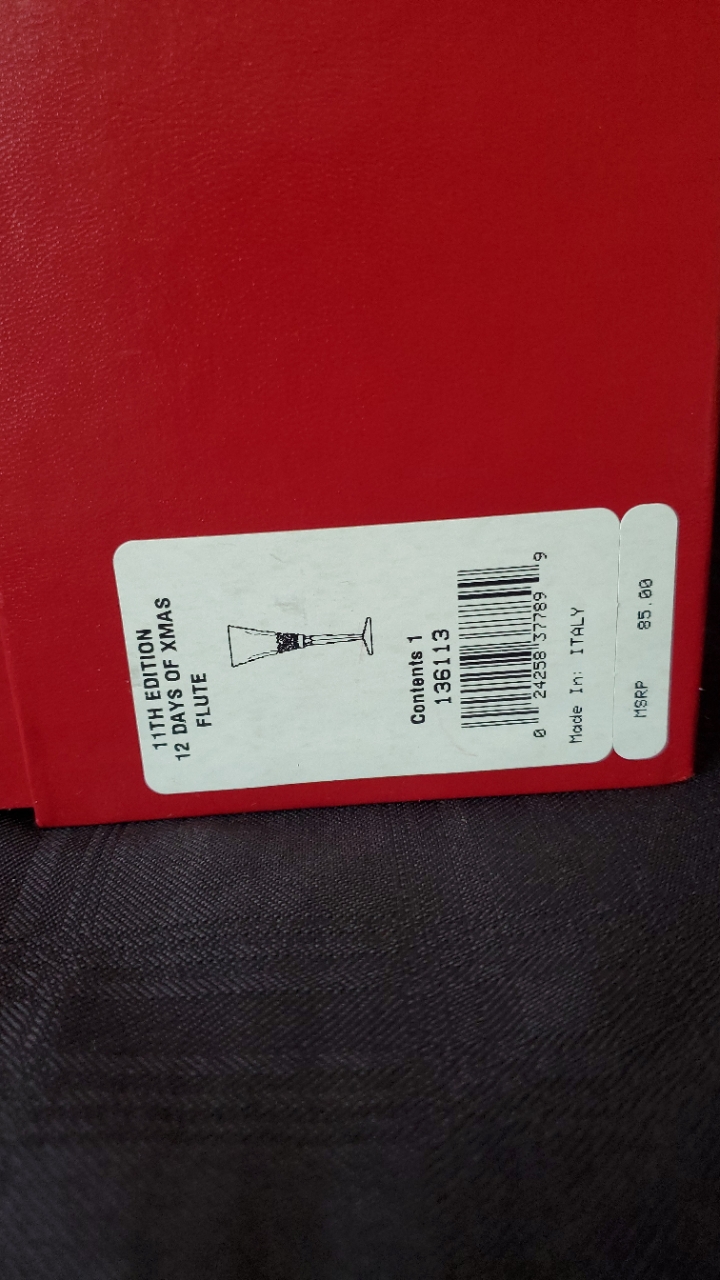 11TH EDITION
12 DAYS OF XMAS
FLUTE
Contents 1
136113
0 24258 37789 9
Made In: ITALY
MSRP 85.00